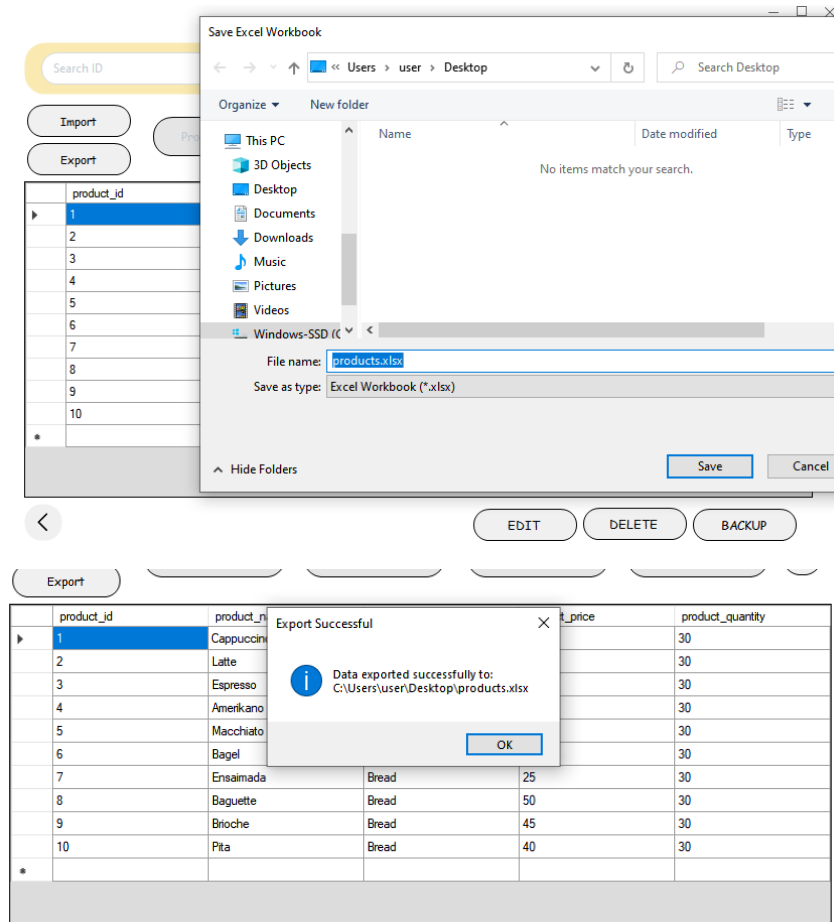 Save Excel Workbook
Search ID
« Users › user › Desktop
Search Desktop
Organize
New folder
Import
Export
This PC
3D Objects
Desktop
Documents
Downloads
Music
Pictures
Videos
Windows-SSD (C
Name
Date modified
Type
No items match your search.
product_id
1
2
3
4
5
6
7
8
9
10
*
File name: products.xlsx
Save as type: Excel Workbook (*.xlsx)
Hide Folders
Save
Cancel
EDIT
DELETE
BACKUP
Export
product_id product_n t_price product_quantity
1 Cappuccino 30
2 Latte 30
3 Espresso 30
4 Amerikano 30
5 Macchiato 30
6 Bagel 30
7 Ensaimada Bread 25 30
8 Baguette Bread 50 30
9 Brioche Bread 45 30
10 Pita Bread 40 30
*
Export Successful
Data exported successfully to:
C:\Users\user\Desktop\products.xlsx
OK